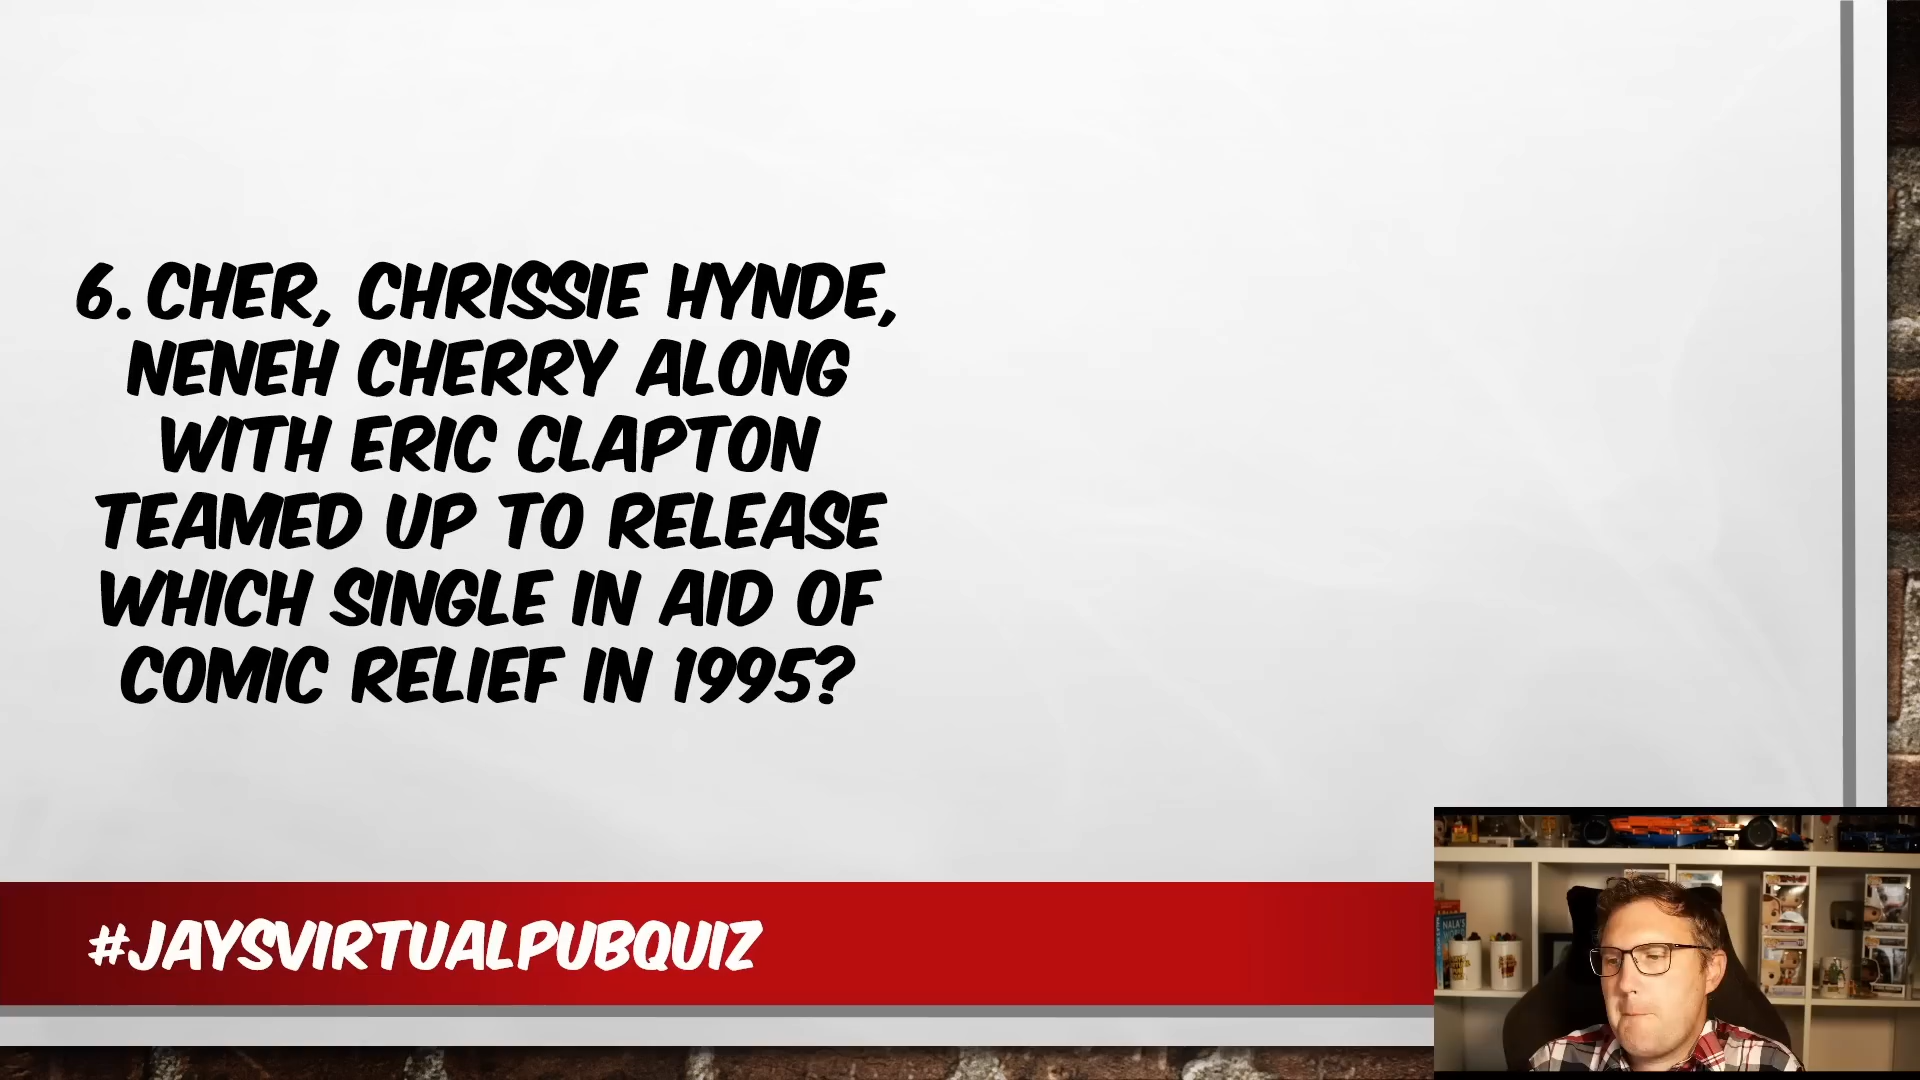 6. CHER, CHRISSIE HYNDE,
NENEH CHERRY ALONG
WITH ERIC CLAPTON
TEAMED UP TO RELEASE
WHICH SINGLE IN AID OF
COMIC RELIEF IN 1995?
#JAYSVIRTUALPUBQUIZ
NALA'S